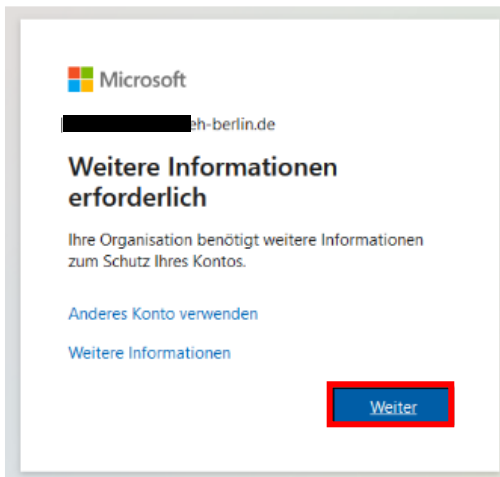 Microsoft
eh-berlin.de
Weitere Informationen
erforderlich
Ihre Organisation benötigt weitere Informationen
zum Schutz Ihres Kontos.
Anderes Konto verwenden
Weitere Informationen
Weiter